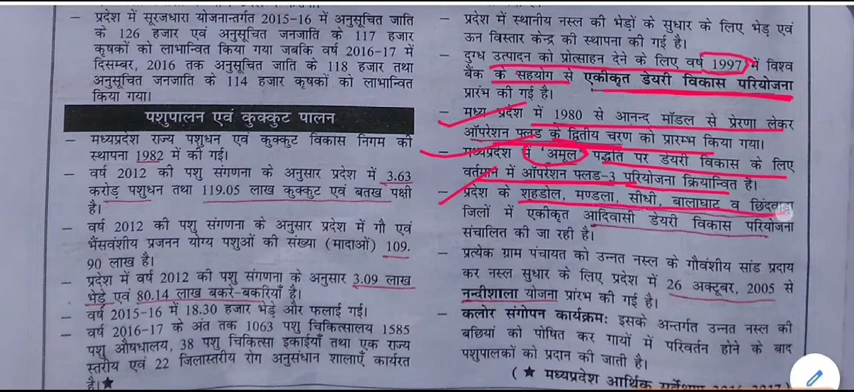 – प्रदेश में सूरजधारा योजनान्तर्गत 2015-16 में अनुसूचित जाति
के 126 हजार एवं अनुसूचित जनजाति के 117 हजार
कृषकों को लाभान्वित किया गया जबकि वर्ष 2016-17 में
दिसम्बर, 2016 तक अनुसूचित जाति के 118 हजार तथा
अनुसूचित जनजाति के 114 हजार कृषकों को लाभान्वित
किया गया।
पशुपालन एवं कुक्कुट पालन
– मध्यप्रदेश राज्य पशुधन एवं कुक्कुट विकास निगम की
स्थापना 1982 में की गई।
– वर्ष 2012 की पशु संगणना के अनुसार प्रदेश में 3.63
करोड़ पशुधन तथा 119.05 लाख कुक्कुट एवं बतख पक्षी
है।
– वर्ष 2012 की पशु संगणना के अनुसार प्रदेश में गौ एवं
भैंसवंशीय प्रजनन योग्य पशुओं की संख्या (मादाओं) 109.
90 लाख है।
– प्रदेश में वर्ष 2012 की पशु संगणना के अनुसार 3.09 लाख
भेड़े एवं 80.14 लाख बकरे-बकरियाँ है।
– वर्ष 2015-16 में 18.30 हजार भेड़े और फलाई गई।
– वर्ष 2016-17 के अंत तक 1063 पशु चिकित्सालय 1585
पशु औषधालय, 38 पशु चिकित्सा इकाईयाँ तथा एक राज्य
स्तरीय एवं 22 जिलास्तरीय रोग अनुसंधान शालाएँ कार्यरत
है।★
– प्रदेश में स्थानीय नस्ल की भेड़ों के सुधार के लिए भेड़ एवं
ऊन विस्तार केन्द्र की स्थापना की गई है।
– दुग्ध उत्पादन को प्रोत्साहन देने के लिए वर्ष 1997 में विश्व
बैंक के सहयोग से एकीकृत डेयरी विकास परियोजना
प्रारंभ की गई है।
– मध्य प्रदेश में 1980 से आनन्द मॉडल से प्रेरणा लेकर
ऑपरेशन फ्लड के द्वितीय चरण को प्रारम्भ किया गया।
– मध्यप्रदेश में 'अमूल' पद्धति पर डेयरी विकास के लिए
वर्तमान में ऑपरेशन फ्लड-3 परियोजना क्रियान्वित है।
– प्रदेश के शहडोल, मण्डला, सीधी, बालाघाट व
जिलों में एकीकृत आदिवासी डेयरी विकास परियोजना
संचालित की जा रही है।
– प्रत्येक ग्राम पंचायत को उन्नत नस्ल के गौवंशीय सांड प्रदाय
कर नस्ल सुधार के लिए प्रदेश में 26 अक्टूबर, 2005 से
नन्दीशाला योजना प्रारंभ की गई है।
– कलोर संगोपन कार्यक्रम: इसके अन्तर्गत उन्नत नस्ल की
बछियां को पोषित कर गायों में परिवर्तन होने के बाद
पशुपालकों को प्रदान की जाती है।
(★ मध्यप्रदेश आर्थिक सर्वेक्षण 2016-2017)